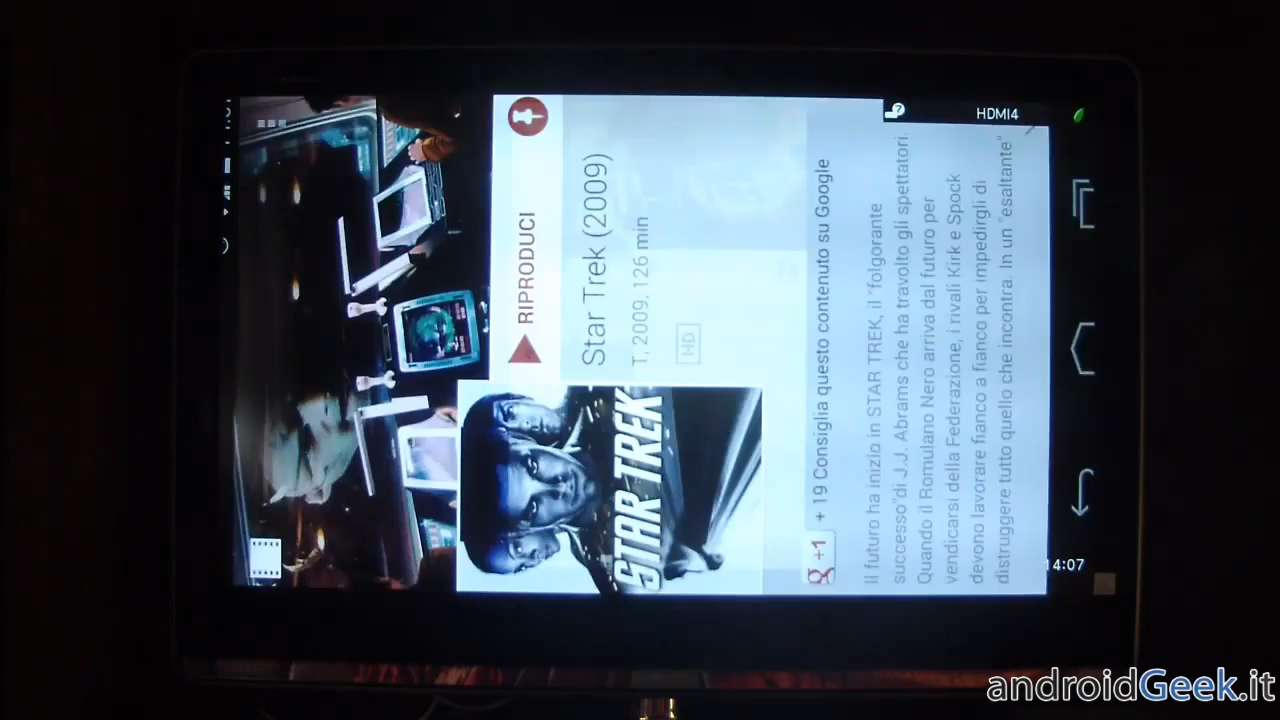 RIPRODUCI
Star Trek (2009)
T, 2009, 126 min
HD
STAR TREK
g +1
+ 19 Consiglia questo contenuto su Google
Il futuro ha inizio in STAR TREK, il "folgorante
successo"di J.J. Abrams che ha travolto gli spettatori.
Quando il Romulano Nero arriva dal futuro per
vendicarsi della Federazione, i rivali Kirk e Spock
devono lavorare fianco a fianco per impedirgli di
distruggere tutto quello che incontra. In un "esaltante"
HDMI4
?
14:07
androidGeek.it